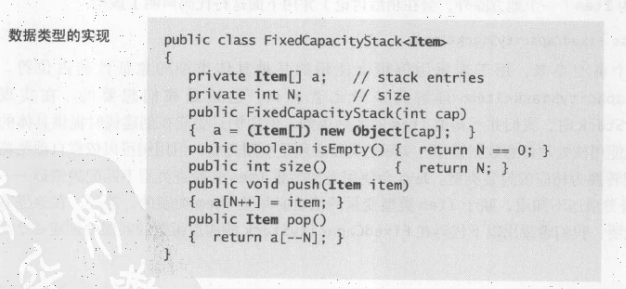 数据类型的实现
public class FixedCapacityStack<Item>
{
private Item[] a; // stack entries
private int N; // size
public FixedCapacityStack(int cap)
{ a = (Item[]) new Object[cap]; }
public boolean isEmpty() { return N == 0; }
public int size() { return N; }
public void push(Item item)
{ a[N++] = item; }
public Item pop()
{ return a[--N]; }
}